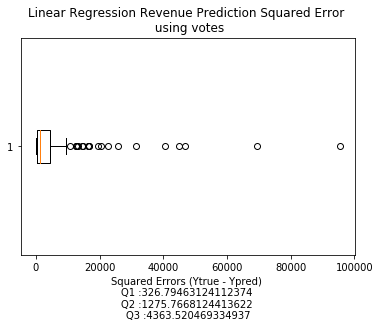 Linear Regression Revenue Prediction Squared Error
using votes
1
0 20000 40000 60000 80000 100000
Squared Errors (Ytrue - Ypred)
Q1 :326.79463124112374
Q2 :1275.7668124413622
Q3 :4363.520469334937